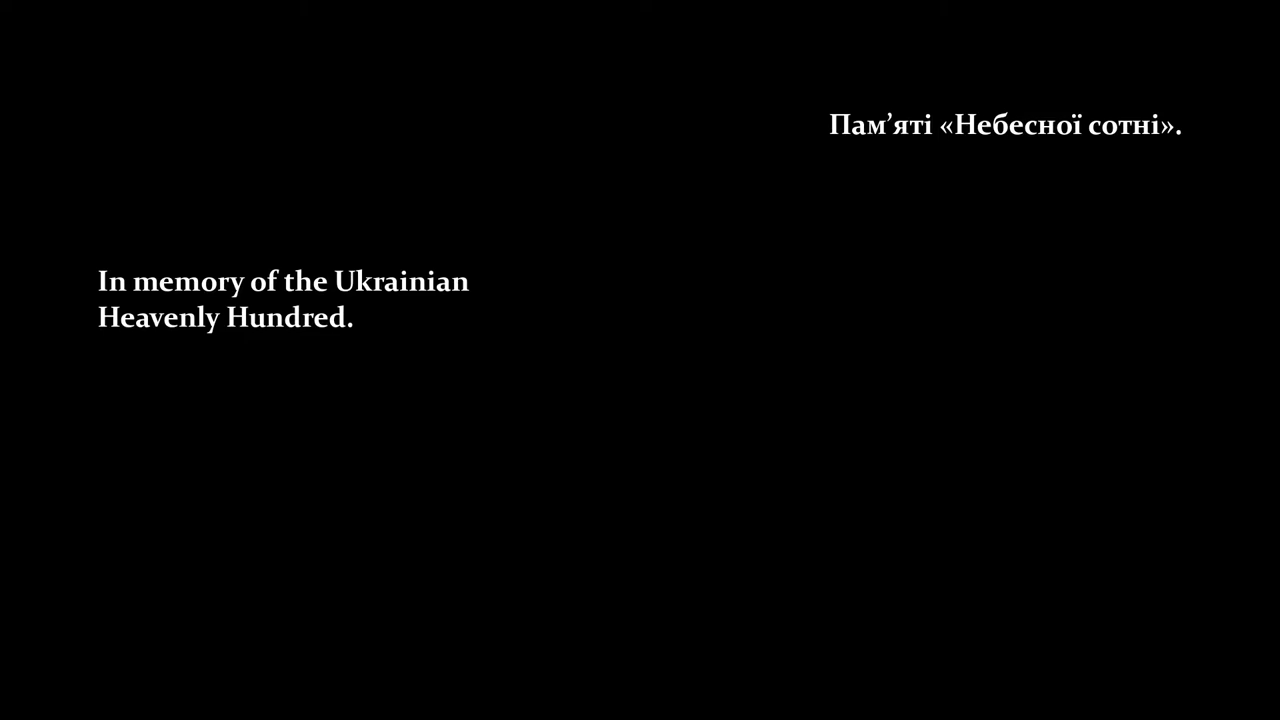 Пам’яті «Небесної сотні».
In memory of the Ukrainian
Heavenly Hundred.